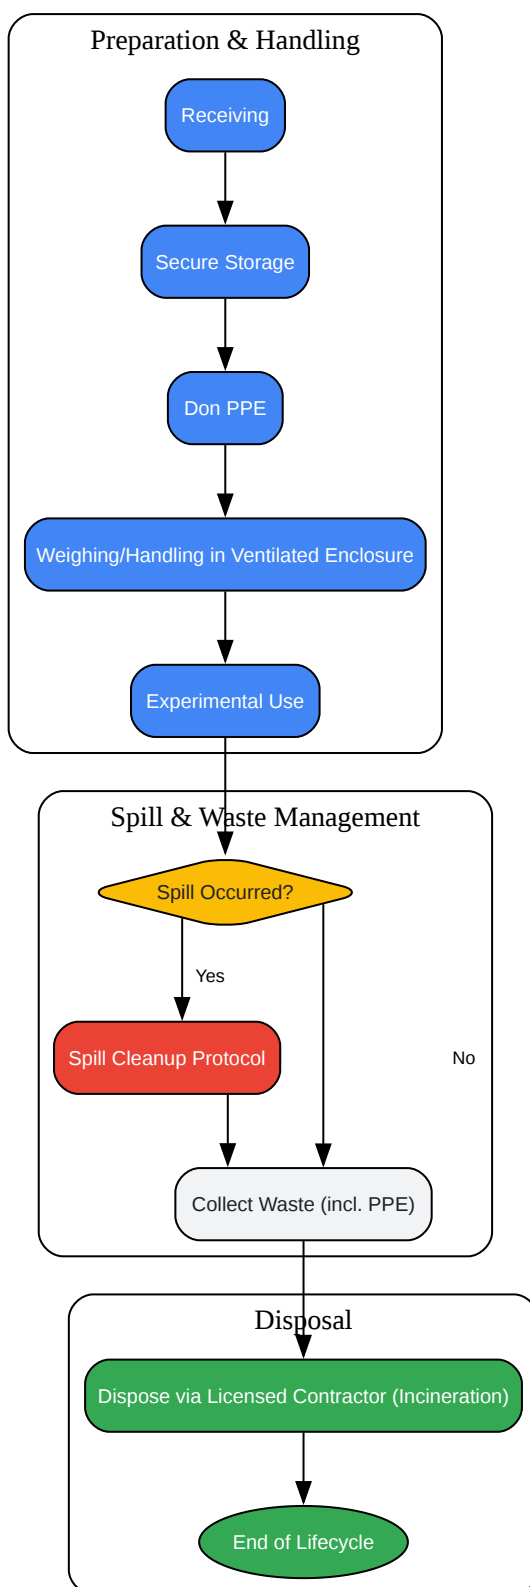 Preparation & Handling
Receiving
Secure Storage
Don PPE
Weighing/Handling in Ventilated Enclosure
Experimental Use
Spill & Waste Management
Spill Occurred?
Yes
Spill Cleanup Protocol
No
Collect Waste (incl. PPE)
Disposal
Dispose via Licensed Contractor (Incineration)
End of Lifecycle